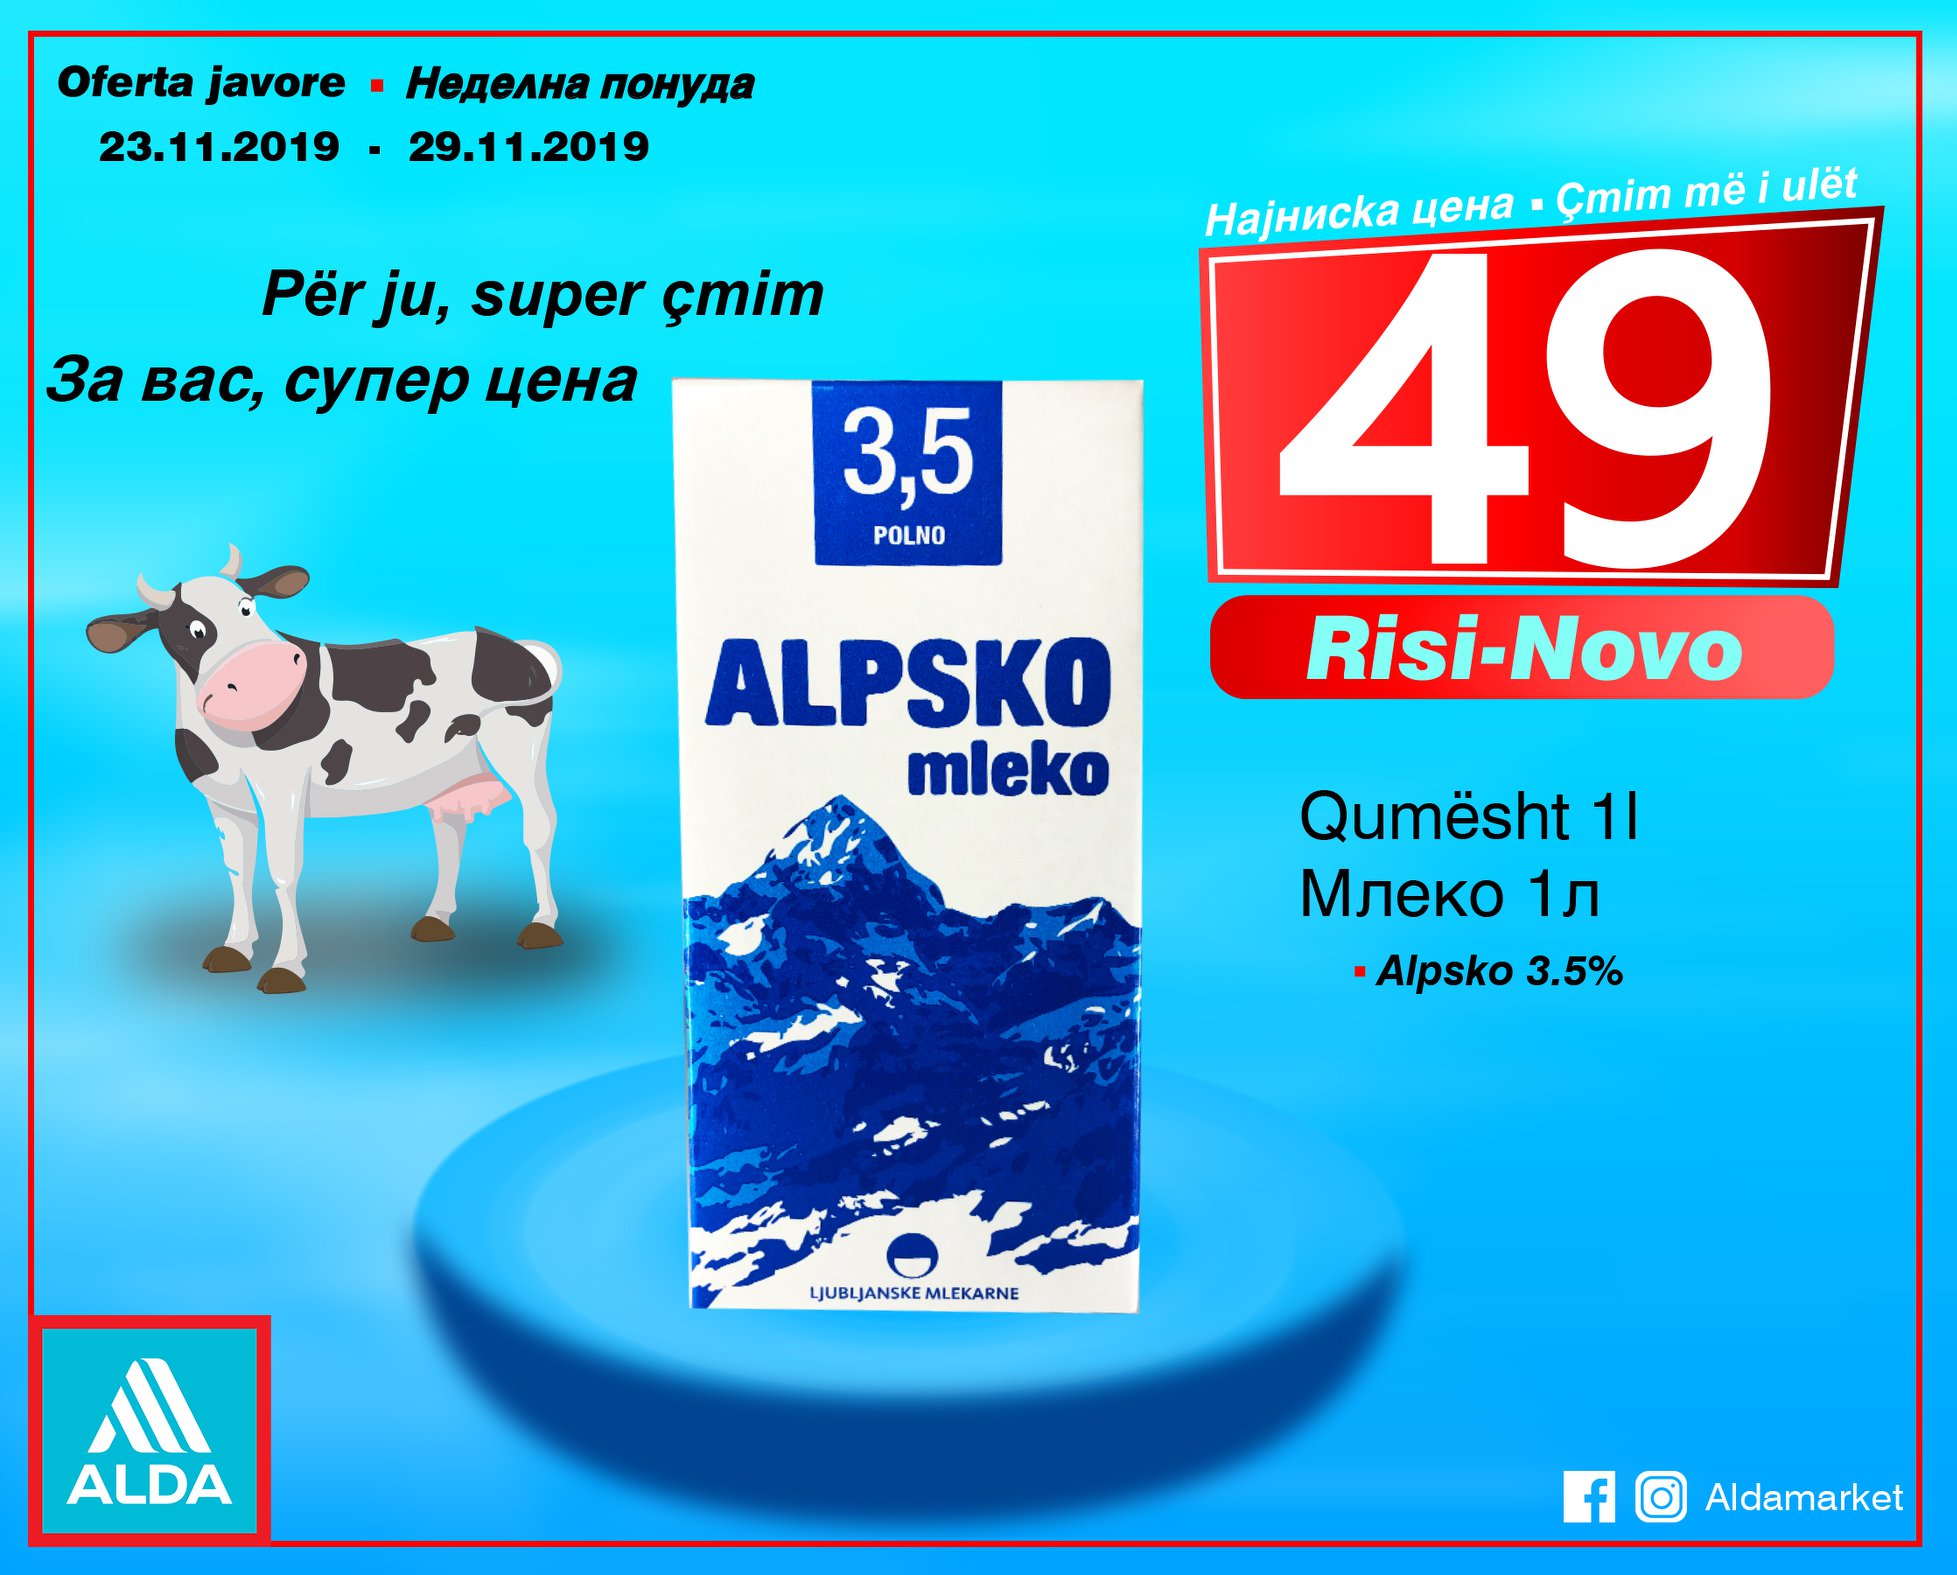 Oferta javore ▪ Неделна понуда
23.11.2019 - 29.11.2019
Најниска цена ▪ Çmim më i ulët
49
Risi-Novo
Për ju, super çmim
За вас, супер цена
3,5
POLNO
ALPSKO
mleko
LJUBLJANSKE MLEKARNE
Qumësht 1l
Млеко 1л
▪ Alpsko 3.5%
ALDA
Aldamarket